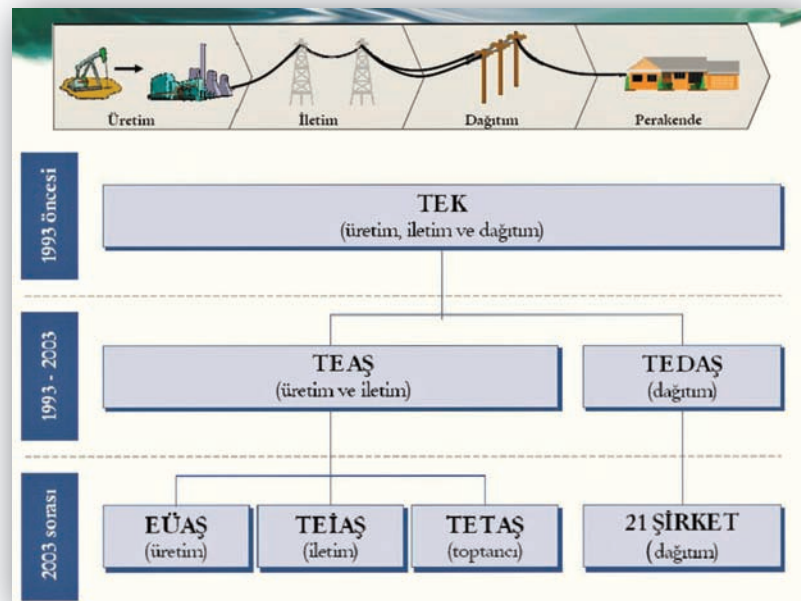 Üretim
İletim
Dağıtım
Perakende
1993 öncesi
TEK
(üretim, iletim ve dağıtım)
1993 - 2003
TEAŞ
(üretim ve iletim)
TEDAŞ
(dağıtım)
2003 sorası
EÜAŞ
(üretim)
TEİAŞ
(iletim)
TETAŞ
(toptancı)
21 ŞİRKET
(dağıtım)